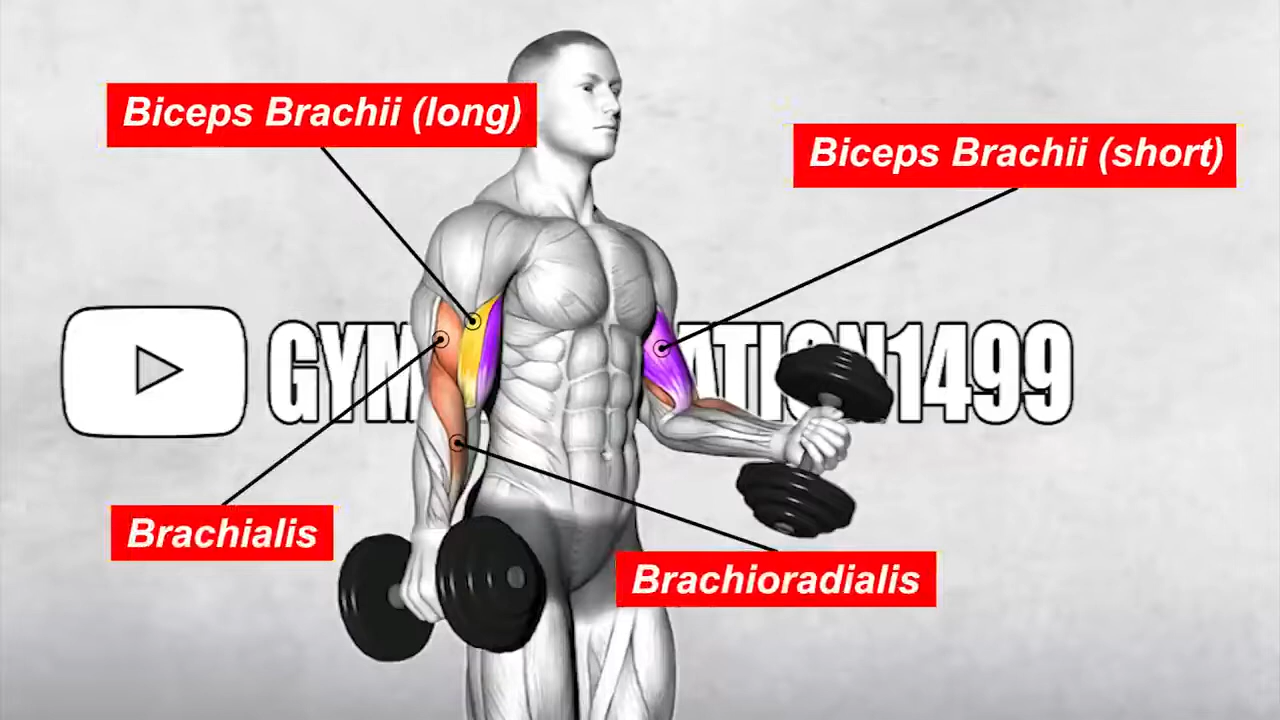 Biceps Brachii (long)
Biceps Brachii (short)
Brachialis
Brachioradialis